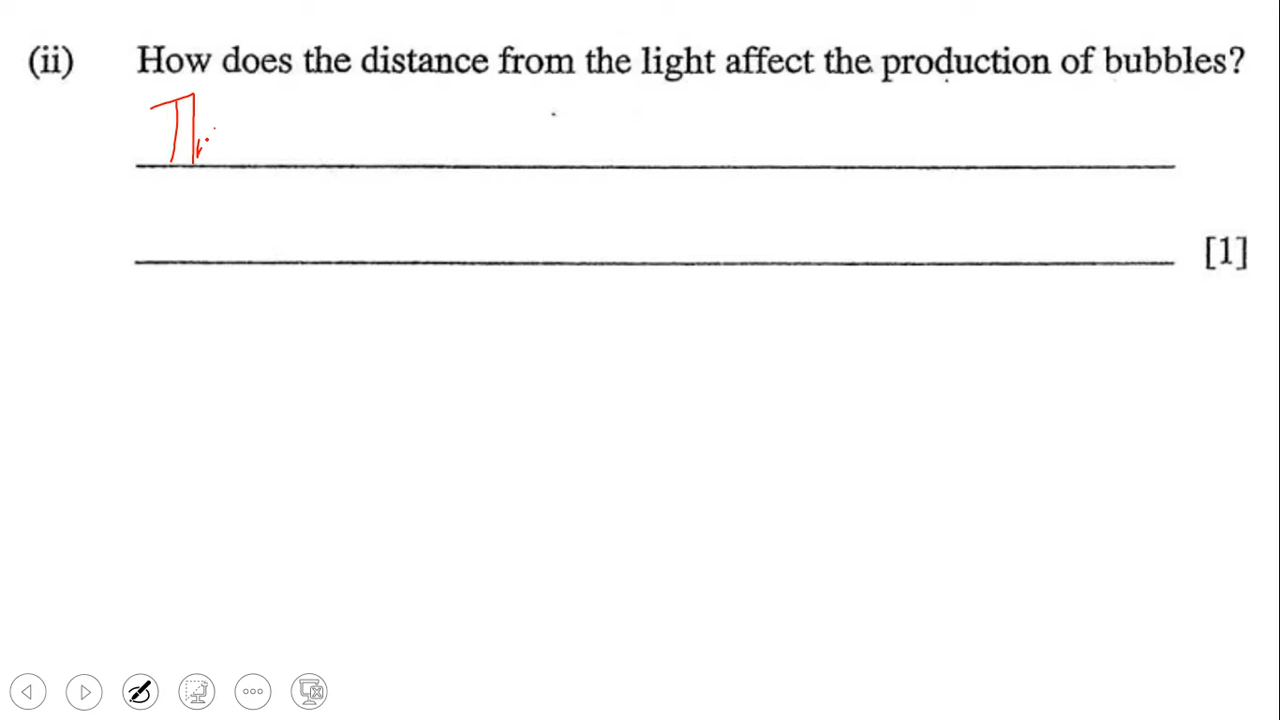 (ii) How does the distance from the light affect the production of bubbles?
[1]